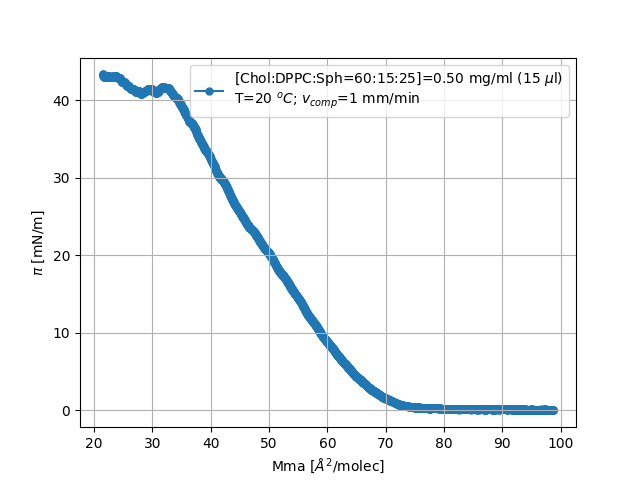 [Chol:DPPC:Sph=60:15:25]=0.50 mg/ml (15 μl)
T=20 °C; v_comp=1 mm/min
40
30
20
10
0
π [mN/m]
20 30 40 50 60 70 80 90 100
Mma [Å²/molec]